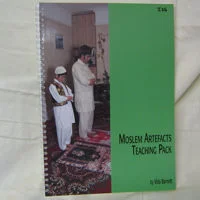 MOSLEM ARTEFACTS
TEACHING PACK
by Vida Barnett